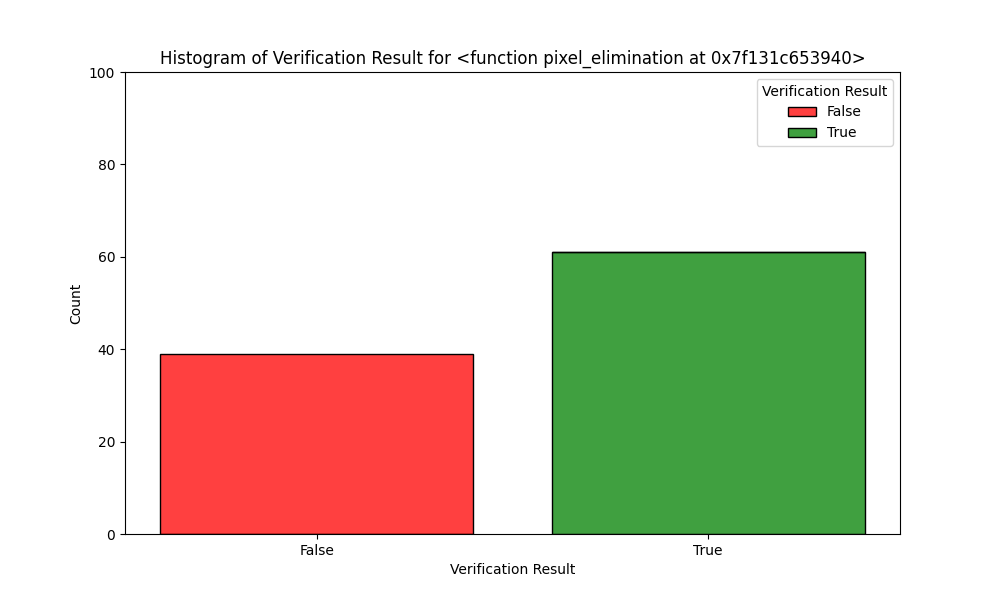 Histogram of Verification Result for <function pixel_elimination at 0x7f131c653940>
Verification Result
False
True
100
80
60
40
20
0
Count
False
True
Verification Result